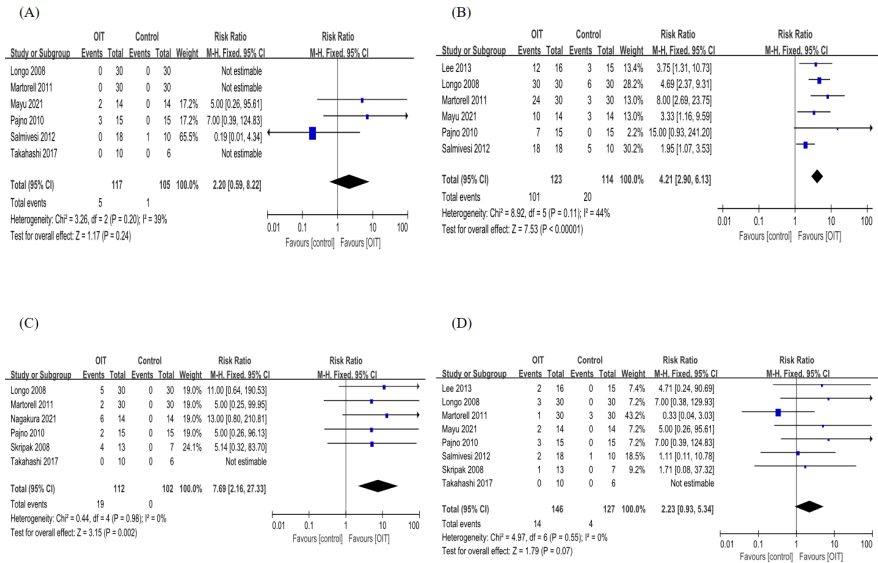 (A)
OIT Control Risk Ratio Risk Ratio
Study or Subgroup Events Total Events Total Weight M-H. Fixed. 95% CI M-H. Fixed. 95% CI
Longo 2008 0 30 0 30 Not estimable
Martorell 2011 0 30 0 30 Not estimable
Mayu 2021 2 14 0 14 17.2% 5.00 [0.26, 95.61]
Pajno 2010 3 15 0 15 17.2% 7.00 [0.39, 124.83]
Salmivesi 2012 0 18 1 10 65.5% 0.19 [0.01, 4.34]
Takahashi 2017 0 10 0 6 Not estimable
Total (95% CI) 117 105 100.0% 2.20 [0.59, 8.22]
Total events 5 1
Heterogeneity: Chi² = 3.26, df = 2 (P = 0.20); I² = 39%
Test for overall effect: Z = 1.17 (P = 0.24)
0.01 0.1 1 10 100
Favours [control] Favours [OIT]
(B)
OIT Control Risk Ratio Risk Ratio
Study or Subgroup Events Total Events Total Weight M-H. Fixed. 95% CI M-H. Fixed. 95% CI
Lee 2013 12 16 3 15 13.4% 3.75 [1.31, 10.73]
Longo 2008 30 30 6 30 28.2% 4.69 [2.37, 9.31]
Martorell 2011 24 30 3 30 13.0% 8.00 [2.69, 23.75]
Mayu 2021 10 14 3 14 13.0% 3.33 [1.16, 9.59]
Pajno 2010 7 15 0 15 2.2% 15.00 [0.93, 241.20]
Salmivesi 2012 18 18 5 10 30.2% 1.95 [1.07, 3.53]
Total (95% CI) 123 114 100.0% 4.21 [2.90, 6.13]
Total events 101 20
Heterogeneity: Chi² = 8.92, df = 5 (P = 0.11); I² = 44%
Test for overall effect: Z = 7.53 (P < 0.00001)
0.01 0.1 1 10 100
Favours [control] Favours [OIT]
(C)
OIT Control Risk Ratio Risk Ratio
Study or Subgroup Events Total Events Total Weight M-H. Fixed. 95% CI M-H. Fixed. 95% CI
Longo 2008 5 30 0 30 19.0% 11.00 [0.64, 190.53]
Martorell 2011 2 30 0 30 19.0% 5.00 [0.25, 99.95]
Nagakura 2021 6 14 0 14 19.0% 13.00 [0.80, 210.81]
Pajno 2010 2 15 0 15 19.0% 5.00 [0.26, 96.13]
Skripak 2008 4 13 0 7 24.1% 5.14 [0.32, 83.70]
Takahashi 2017 0 10 0 6 Not estimable
Total (95% CI) 112 102 100.0% 7.69 [2.16, 27.33]
Total events 19 0
Heterogeneity: Chi² = 0.44, df = 4 (P = 0.98); I² = 0%
Test for overall effect: Z = 3.15 (P = 0.002)
0.01 0.1 1 10 100
Favours [control] Favours [OIT]
(D)
OIT Control Risk Ratio Risk Ratio
Study or Subgroup Events Total Events Total Weight M-H. Fixed. 95% CI M-H. Fixed. 95% CI
Lee 2013 2 16 0 15 7.4% 4.71 [0.24, 90.69]
Longo 2008 3 30 0 30 7.2% 7.00 [0.38, 129.93]
Martorell 2011 1 30 3 30 43.2% 0.33 [0.04, 3.03]
Mayu 2021 2 14 0 14 7.2% 5.00 [0.26, 95.61]
Pajno 2010 3 15 0 15 7.2% 7.00 [0.39, 124.83]
Salmivesi 2012 2 18 1 10 18.5% 1.11 [0.11, 10.78]
Skripak 2008 1 13 0 7 9.2% 1.71 [0.08, 37.32]
Takahashi 2017 0 10 0 6 Not estimable
Total (95% CI) 146 127 100.0% 2.23 [0.93, 5.34]
Total events 14 4
Heterogeneity: Chi² = 4.97, df = 6 (P = 0.55); I² = 0%
Test for overall effect: Z = 1.79 (P = 0.07)
0.01 0.1 1 10 100
Favours [control] Favours [OIT]